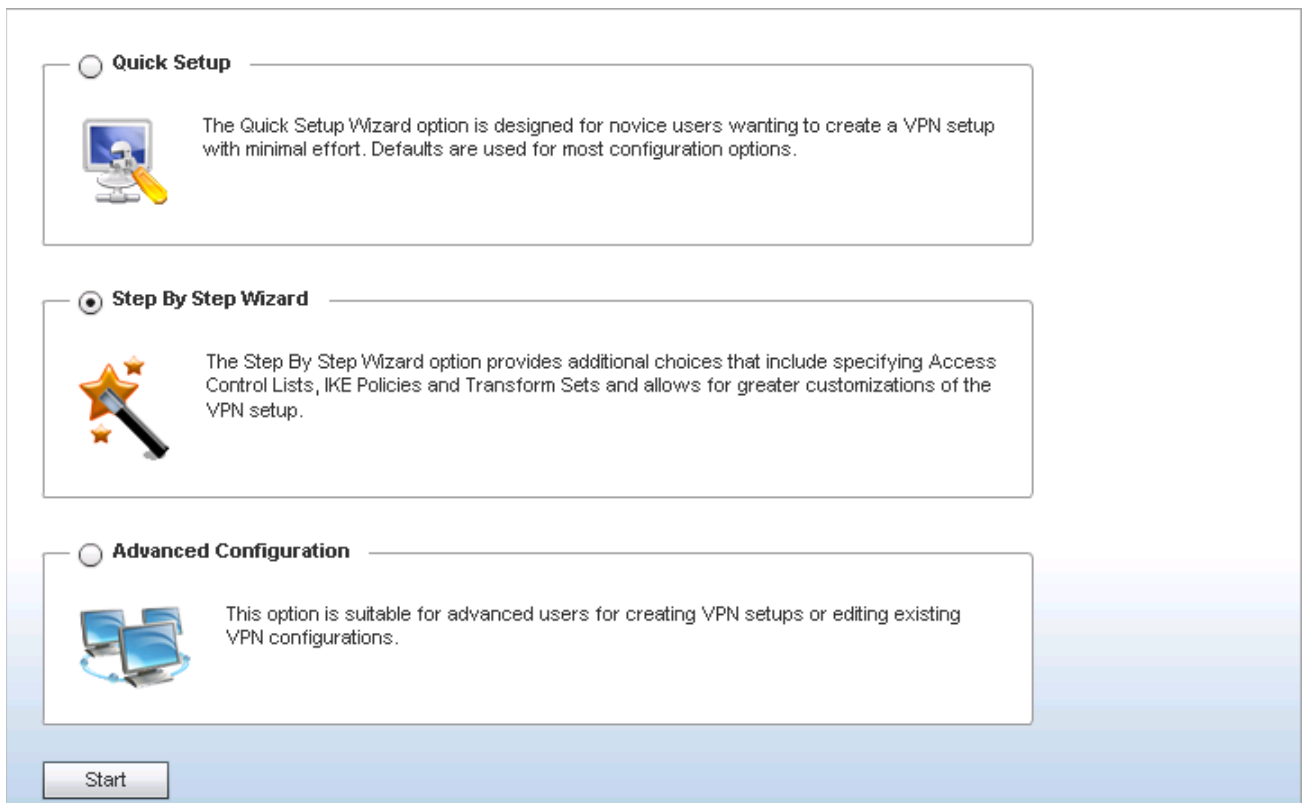 Quick Setup
The Quick Setup Wizard option is designed for novice users wanting to create a VPN setup
with minimal effort. Defaults are used for most configuration options.
Step By Step Wizard
The Step By Step Wizard option provides additional choices that include specifying Access
Control Lists, IKE Policies and Transform Sets and allows for greater customizations of the
VPN setup.
Advanced Configuration
This option is suitable for advanced users for creating VPN setups or editing existing
VPN configurations.
Start